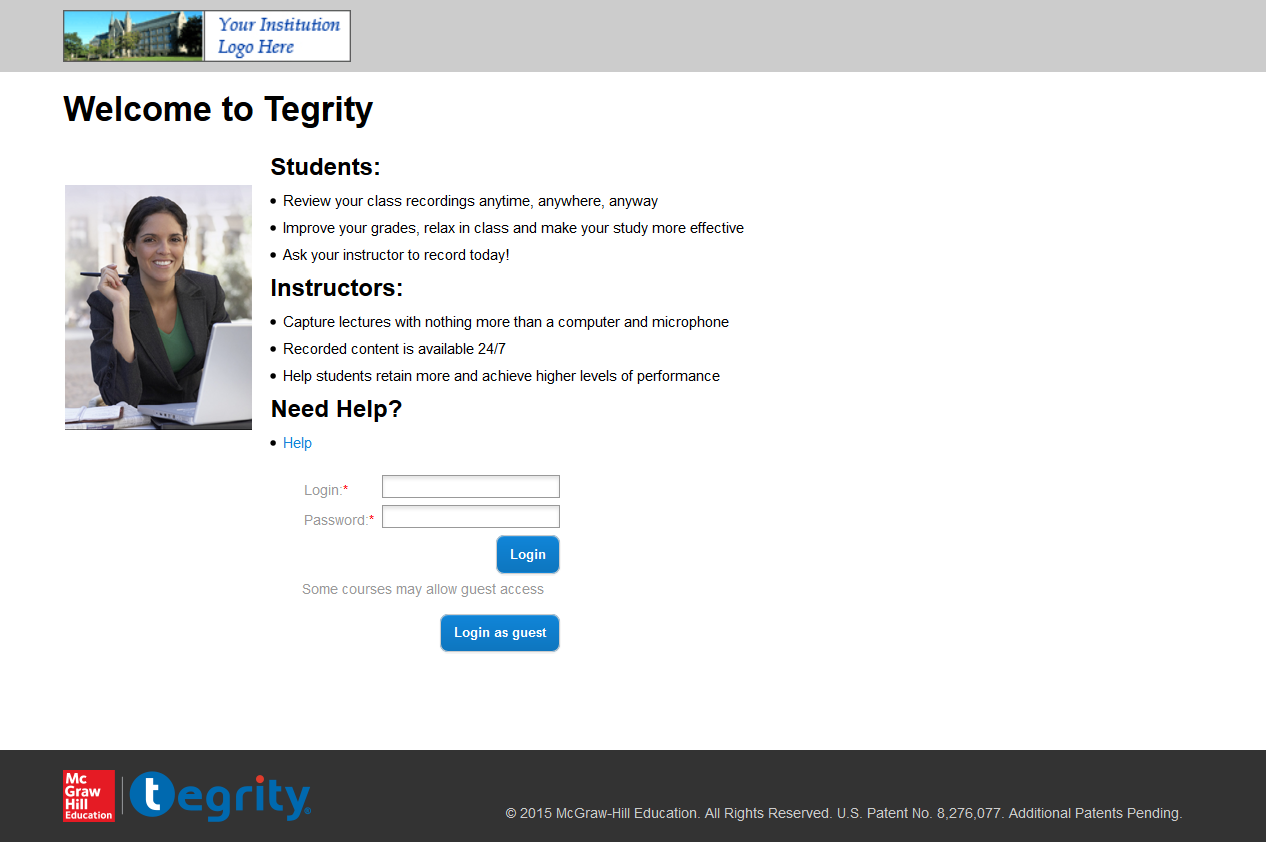 Your Institution
Logo Here
Welcome to Tegrity
Students:
Review your class recordings anytime, anywhere, anyway
Improve your grades, relax in class and make your study more effective
Ask your instructor to record today!
Instructors:
Capture lectures with nothing more than a computer and microphone
Recorded content is available 24/7
Help students retain more and achieve higher levels of performance
Need Help?
Help
Login:*
Password:*
Login
Some courses may allow guest access
Login as guest
Mc
Graw
Hill
Education
tegrity
© 2015 McGraw-Hill Education. All Rights Reserved. U.S. Patent No. 8,276,077. Additional Patents Pending.